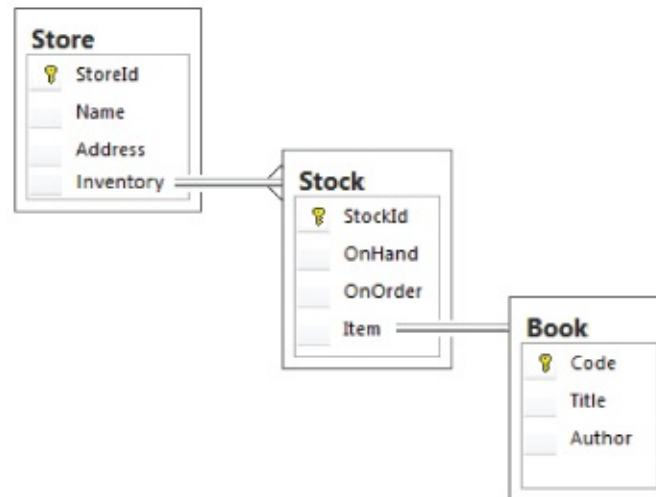 Store
StoreId
Name
Address
Inventory
Stock
StockId
OnHand
OnOrder
Item
Book
Code
Title
Author